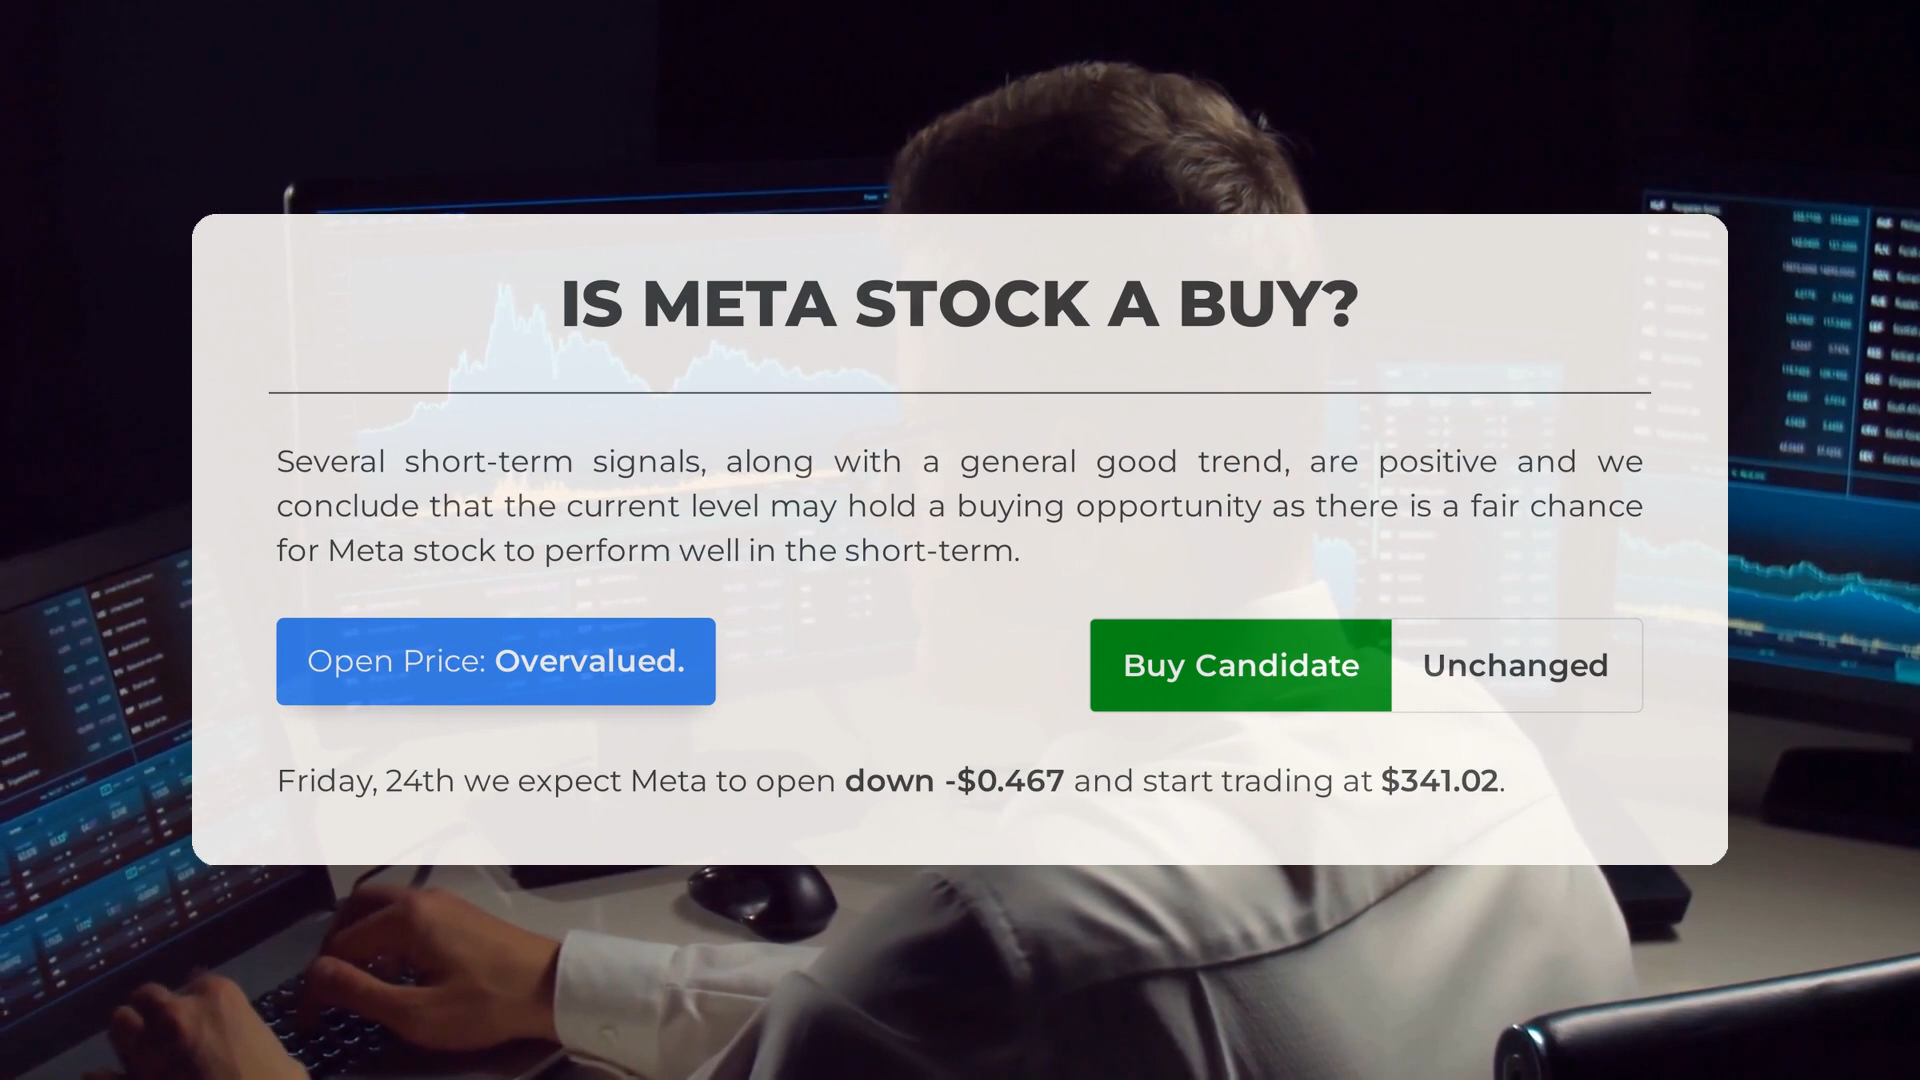 IS META STOCK A BUY?
Several short-term signals, along with a general good trend, are positive and we
conclude that the current level may hold a buying opportunity as there is a fair chance
for Meta stock to perform well in the short-term.
Open Price: Overvalued.
Buy Candidate Unchanged
Friday, 24th we expect Meta to open down -$0.467 and start trading at $341.02.